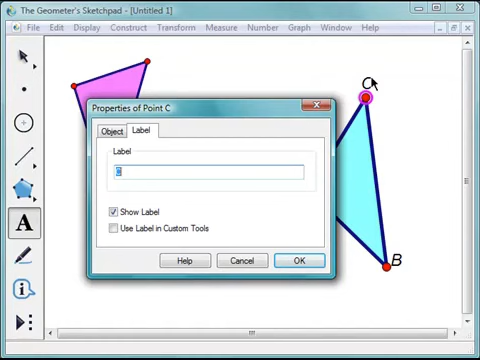 The Geometer's Sketchpad - [Untitled 1]
File Edit Display Construct Transform Measure Number Graph Window Help
C
Properties of Point C
Object Label
Label
C
Show Label
Use Label in Custom Tools
Help Cancel OK
B
A